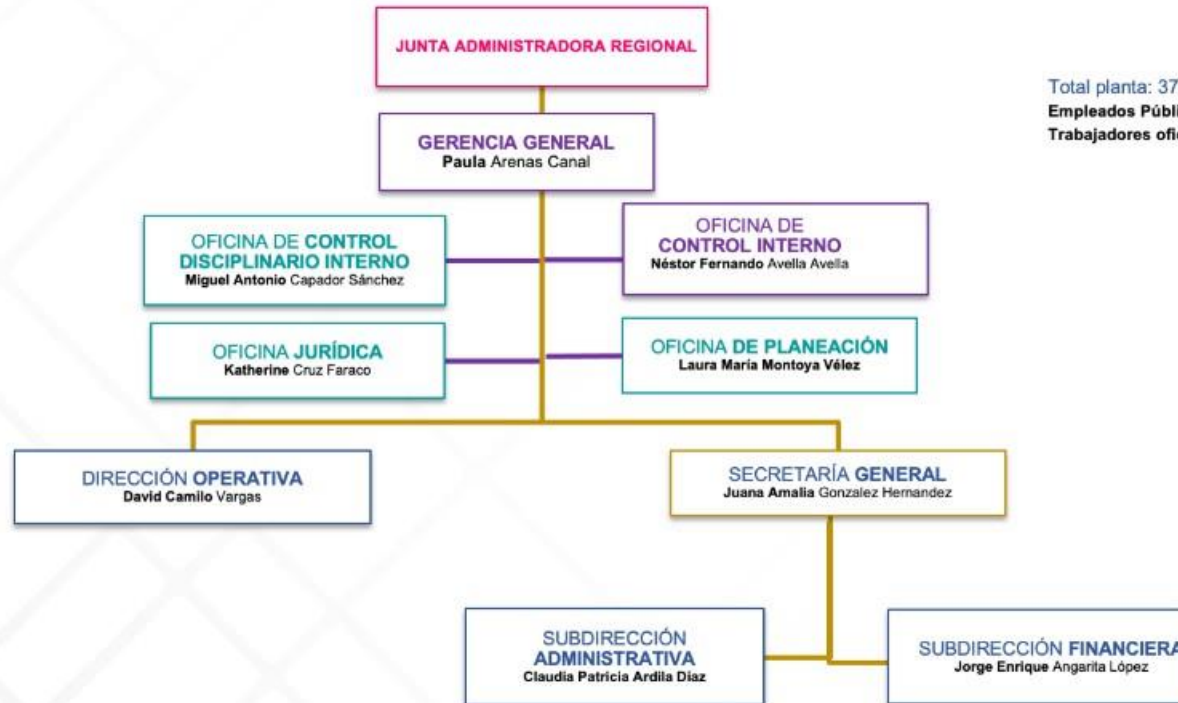 JUNTA ADMINISTRADORA REGIONAL
Total planta: 37
Empleados
Trabajadores
GERENCIA GENERAL
Paula Arenas Canal
OFICINA DE CONTROL
DISCIPLINARIO INTERNO
Miguel Antonio Capador Sánchez
OFICINA DE
CONTROL INTERNO
Néstor Fernando Avella Avella
OFICINA JURÍDICA
Katherine Cruz Faraco
OFICINA DE PLANEACIÓN
Laura María Montoya Vélez
DIRECCIÓN OPERATIVA
David Camilo Vargas
SECRETARÍA GENERAL
Juana Amalia Gonzalez Hernandez
SUBDIRECCIÓN
ADMINISTRATIVA
Claudia Patricia Ardila Diaz
SUBDIRECCIÓN FINANCIERA
Jorge Enrique Angarita López